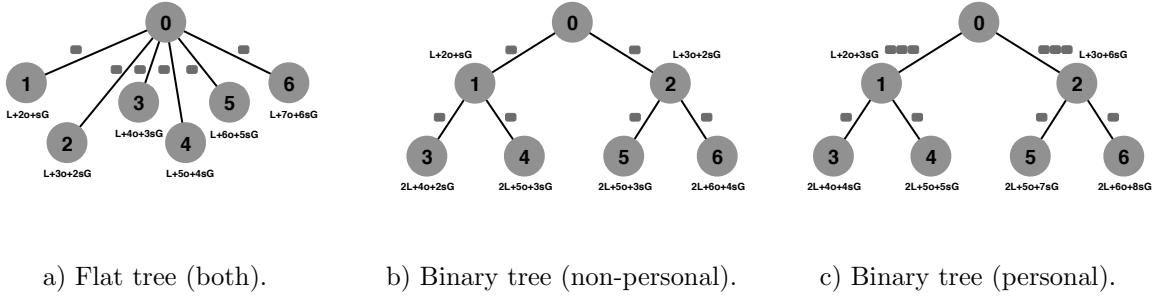 0
1
L+2o+sG
2
L+3o+2sG
3
L+4o+3sG
4
L+5o+4sG
5
L+6o+5sG
6
L+7o+6sG
a) Flat tree (both).
0
L+2o+sG
1
L+3o+2sG
2
3
4
5
6
2L+4o+2sG
2L+5o+3sG
2L+5o+3sG
2L+6o+4sG
b) Binary tree (non-personal).
0
L+2o+3sG
1
L+3o+6sG
2
3
4
5
6
2L+4o+4sG
2L+5o+5sG
2L+5o+7sG
2L+6o+8sG
c) Binary tree (personal).